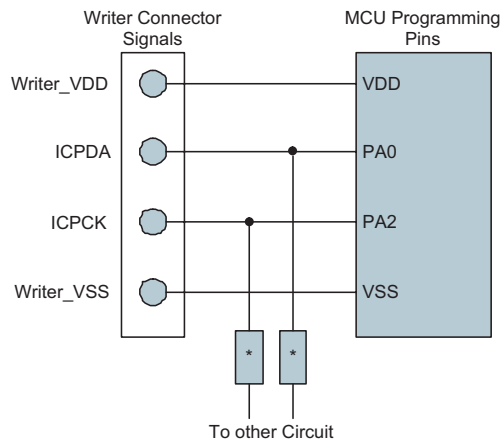 Writer Connector
Signals
MCU Programming
Pins
Writer_VDD
VDD
ICPDA
PA0
ICPCK
PA2
Writer_VSS
VSS
*
*
To other Circuit